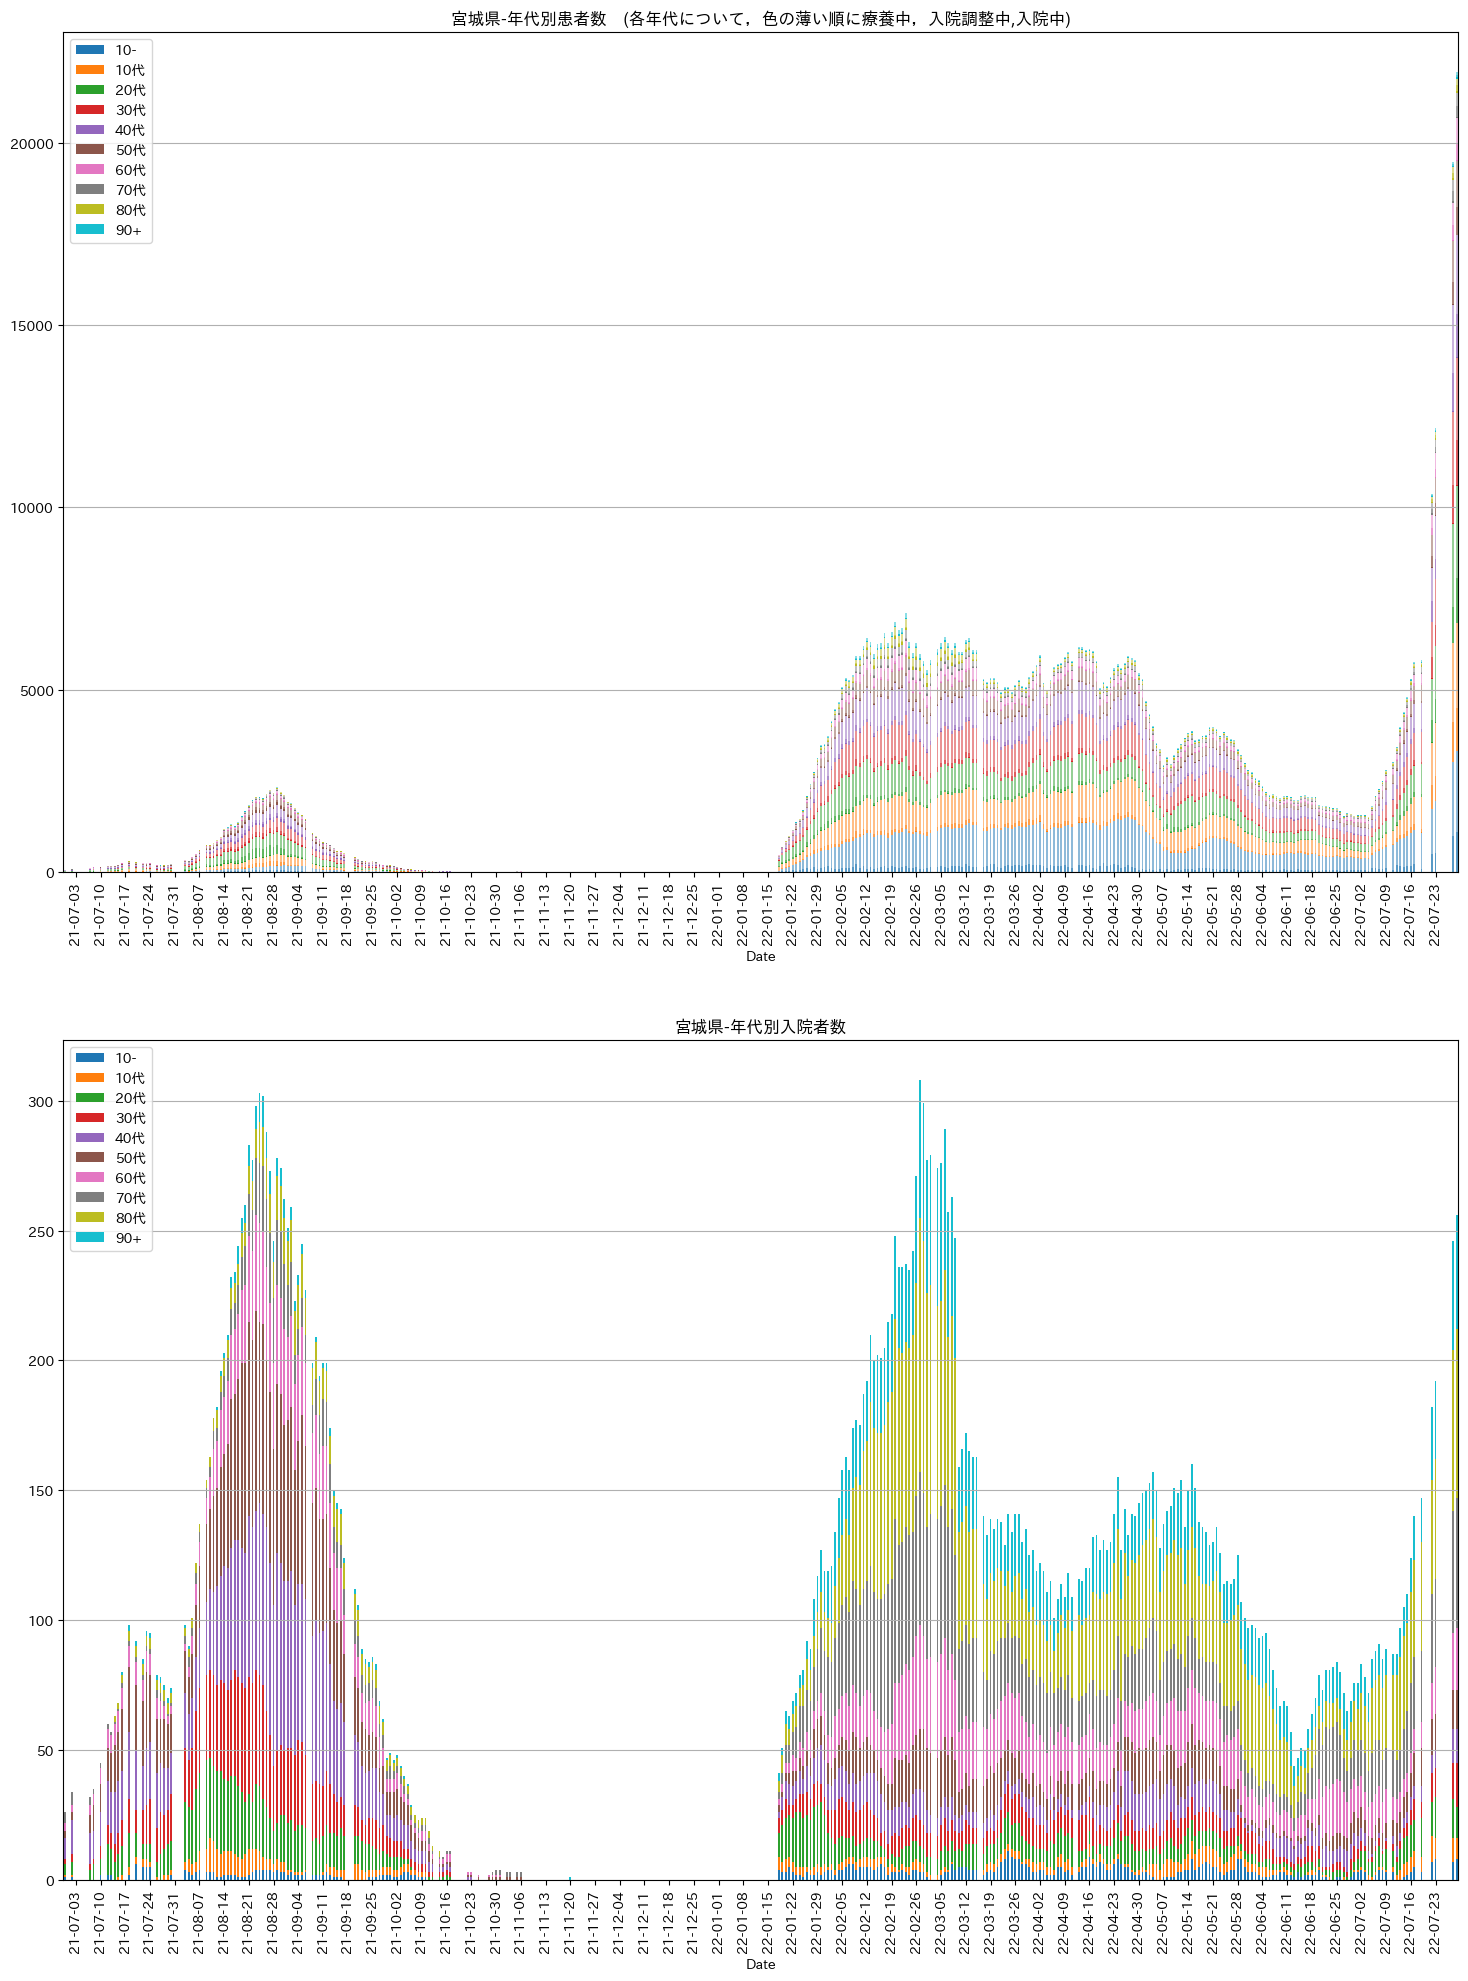 宮城県-年代別患者数　(各年代について，色の薄い順に療養中，入院調整中,入院中)
10-
10代
20代
30代
40代
50代
60代
70代
80代
90+
20000
15000
10000
5000
0
21-07-03 21-07-10 21-07-17 21-07-24 21-07-31 21-08-07 21-08-14 21-08-21 21-08-28 21-09-04 21-09-11 21-09-18 21-09-25 21-10-02 21-10-09 21-10-16 21-10-23 21-10-30 21-11-06 21-11-13 21-11-20 21-11-27 21-12-04 21-12-11 21-12-18 21-12-25 22-01-01 22-01-08 22-01-15 22-01-22 22-01-29 22-02-05 22-02-12 22-02-19 22-02-26 22-03-05 22-03-12 22-03-19 22-03-26 22-04-02 22-04-09 22-04-16 22-04-23 22-04-30 22-05-07 22-05-14 22-05-21 22-05-28 22-06-04 22-06-11 22-06-18 22-06-25 22-07-02 22-07-09 22-07-16 22-07-23
Date
宮城県-年代別入院者数
10-
10代
20代
30代
40代
50代
60代
70代
80代
90+
300
250
200
150
100
50
0
21-07-03 21-07-10 21-07-17 21-07-24 21-07-31 21-08-07 21-08-14 21-08-21 21-08-28 21-09-04 21-09-11 21-09-18 21-09-25 21-10-02 21-10-09 21-10-16 21-10-23 21-10-30 21-11-06 21-11-13 21-11-20 21-11-27 21-12-04 21-12-11 21-12-18 21-12-25 22-01-01 22-01-08 22-01-15 22-01-22 22-01-29 22-02-05 22-02-12 22-02-19 22-02-26 22-03-05 22-03-12 22-03-19 22-03-26 22-04-02 22-04-09 22-04-16 22-04-23 22-04-30 22-05-07 22-05-14 22-05-21 22-05-28 22-06-04 22-06-11 22-06-18 22-06-25 22-07-02 22-07-09 22-07-16 22-07-23
Date